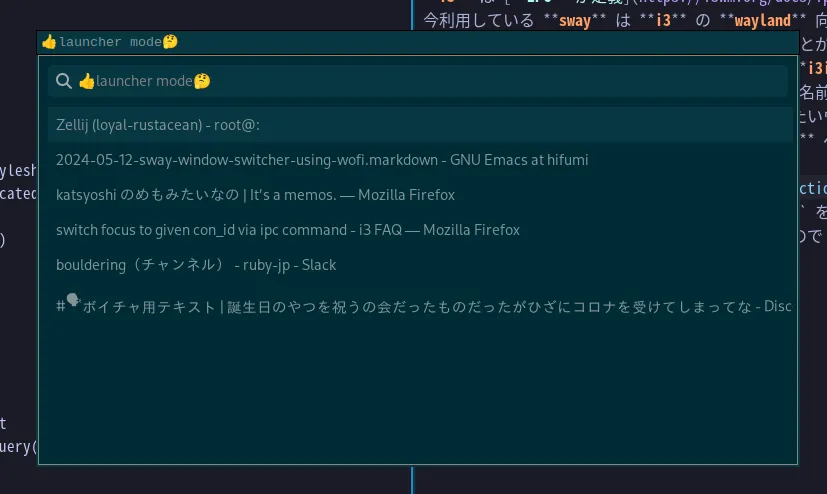 今利用している **sway** は **i3** の **wayland** 向
👍launcher mode🤔
👍launcher mode🤔
Zellij (loyal-rustacean) - root@:
2024-05-12-sway-window-switcher-using-wofi.markdown - GNU Emacs at hifumi
katsyoshi のめもみたいなの | It's a memos. — Mozilla Firefox
switch focus to given con_id via ipc command - i3 FAQ — Mozilla Firefox
bouldering（チャンネル） - ruby-jp - Slack
#🗣ボイチャ用テキスト | 誕生日のやつを祝うの会だったものだったがひざにコロナを受けてしまってな - Disc
ylesh
cated
)
t
uery(
とか
*i3i
名前
**
ctio
` を
ので